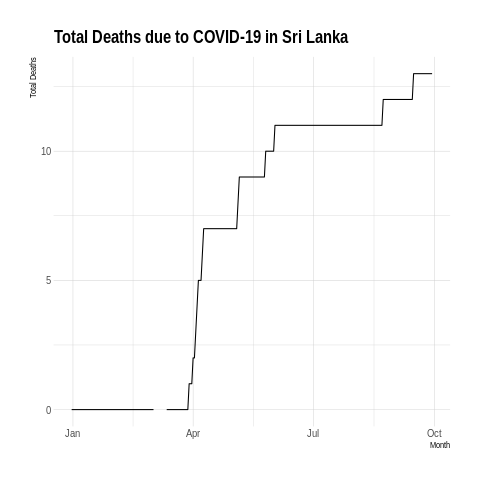 Total Deaths due to COVID-19 in Sri Lanka
Total Deaths
10
5
0
Jan Apr Jul Oct
Month